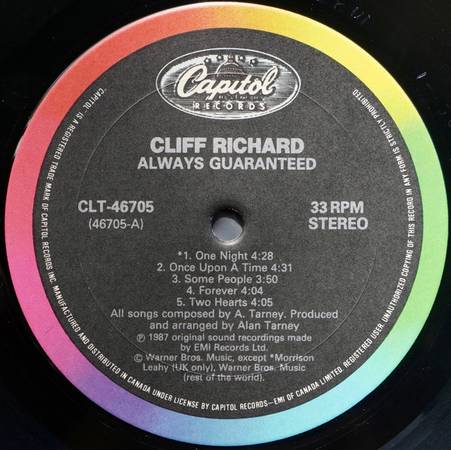 Capitol
RECORDS
CLIFF RICHARD
ALWAYS GUARANTEED
CLT-46705
(46705-A)
33 RPM
STEREO
*1. One Night 4:28
2. Once Upon A Time 4:31
3. Some People 3:50
4. Forever 4:04
5. Two Hearts 4:05
All songs composed by A. Tarney. Produced
and arranged by Alan Tarney
Ⓟ 1987 original sound recordings made
by EMI Records Ltd.
© Warner Bros. Music, except *Morrison
Leahy (UK only), Warner Bros. Music
(rest of the world).
CAPITOL IS A REGISTERED TRADE MARK OF CAPITOL RECORDS INC. MANUFACTURED AND DISTRIBUTED IN CANADA UNDER LICENSE BY CAPITOL RECORDS-EMI OF CANADA LIMITED, REGISTERED USER. UNAUTHORIZED COPYING OF THIS RECORD IN ANY FORM IS STRICTLY PROHIBITED.